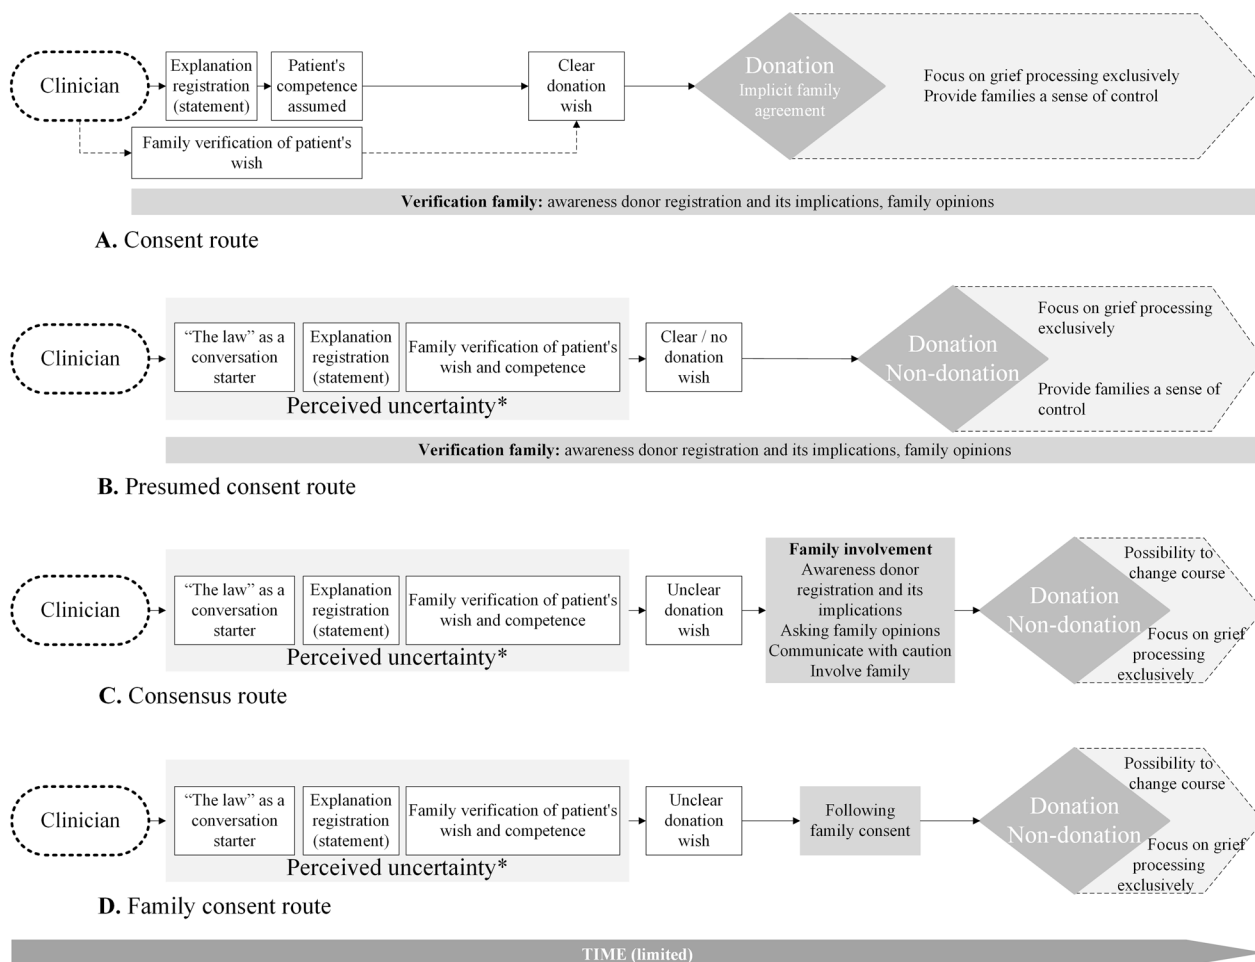 Clinician
Explanation
registration
(statement)
Patient's
competence
assumed
Clear
donation
wish
Donation
Implicit family
agreement
Focus on grief processing exclusively
Provide families a sense of control
Family verification of patient's
wish
Verification family: awareness donor registration and its implications, family opinions
A. Consent route
Clinician
“The law” as a
conversation
starter
Explanation
registration
(statement)
Family verification of patient's
wish and competence
Perceived uncertainty*
Clear / no
donation
wish
Donation
Non-donation
Focus on grief processing
exclusively
Provide families a sense of
control
Verification family: awareness donor registration and its implications, family opinions
B. Presumed consent route
Clinician
“The law” as a
conversation
starter
Explanation
registration
(statement)
Family verification of patient's
wish and competence
Perceived uncertainty*
Unclear
donation
wish
Family involvement
Awareness donor
registration and its
implications
Asking family opinions
Communicate with caution
Involve family
Donation
Non-donation
Possibility to
change course
Focus on grief
processing
exclusively
C. Consensus route
Clinician
“The law” as a
conversation
starter
Explanation
registration
(statement)
Family verification of patient's
wish and competence
Perceived uncertainty*
Unclear
donation
wish
Following
family consent
Donation
Non-donation
Possibility to
change course
Focus on grief
processing
exclusively
D. Family consent route
TIME (limited)